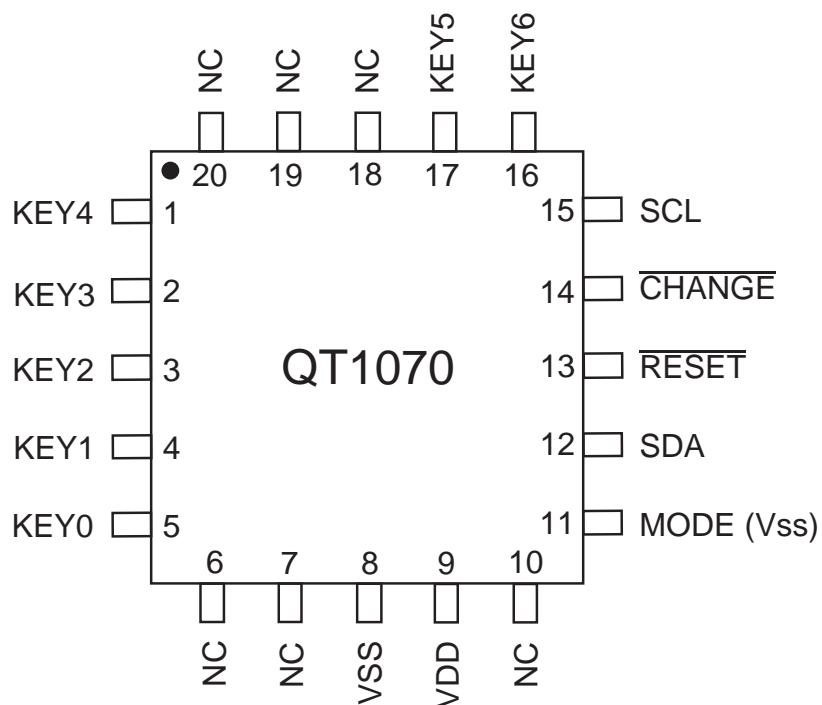 NC NC NC KEY5 KEY6
20 19 18 17 16
KEY4 1 15 SCL
KEY3 2 14 CHANGE
KEY2 3 QT1070 13 RESET
KEY1 4 12 SDA
KEY0 5 11 MODE (Vss)
6 7 8 9 10
NC NC VSS VDD NC